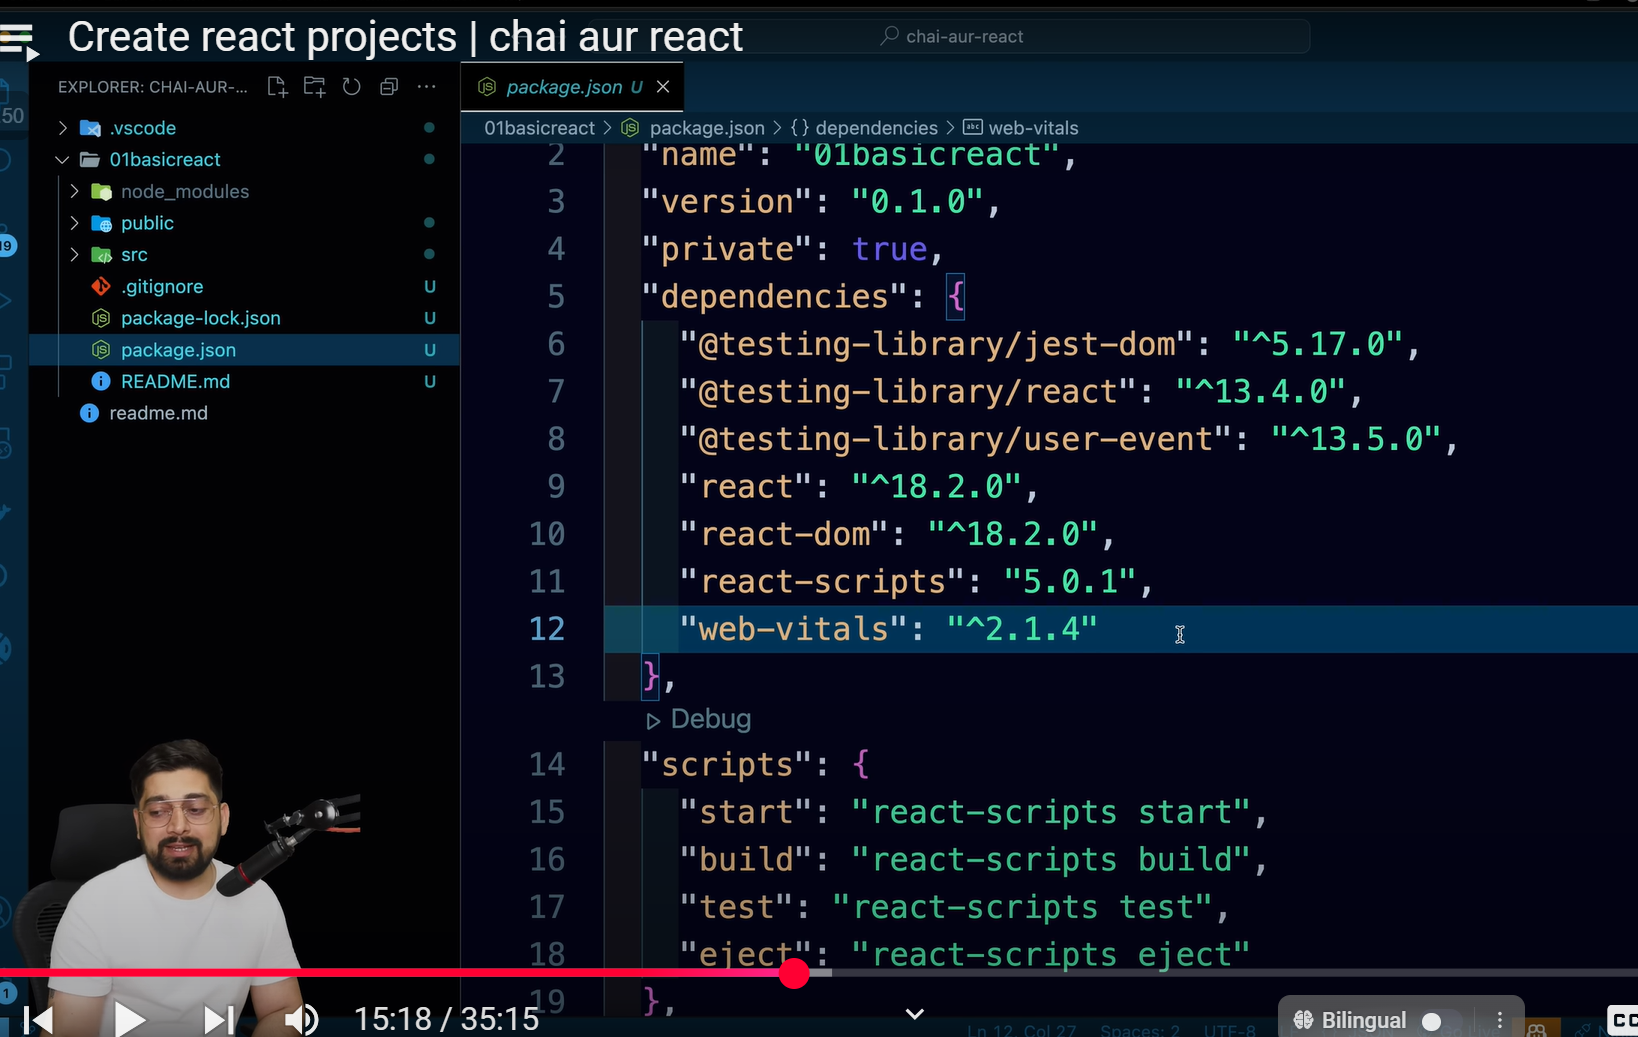 Create react projects | chai aur react
chai-aur-react
EXPLORER: CHAI-AUR-...
package.json U
50
.vscode
01basicreact > package.json > {} dependencies > abc web-vitals
01basicreact
node_modules
public
19
src
.gitignore U
package-lock.json U
package.json U
README.md U
readme.md
2 "name": "01basicreact",
3 "version": "0.1.0",
4 "private": true,
5 "dependencies": {
6 "@testing-library/jest-dom": "^5.17.0",
7 "@testing-library/react": "^13.4.0",
8 "@testing-library/user-event": "^13.5.0",
9 "react": "^18.2.0",
10 "react-dom": "^18.2.0",
11 "react-scripts": "5.0.1",
12 "web-vitals": "^2.1.4"
13 },
Debug
14 "scripts": {
15 "start": "react-scripts start",
16 "build": "react-scripts build",
17 "test": "react-scripts test",
18 "eject": "react-scripts eject"
19 },
1
15:18 / 35:15
Bilingual
Ln 12, Col 27 Spaces: 2 UTF-8